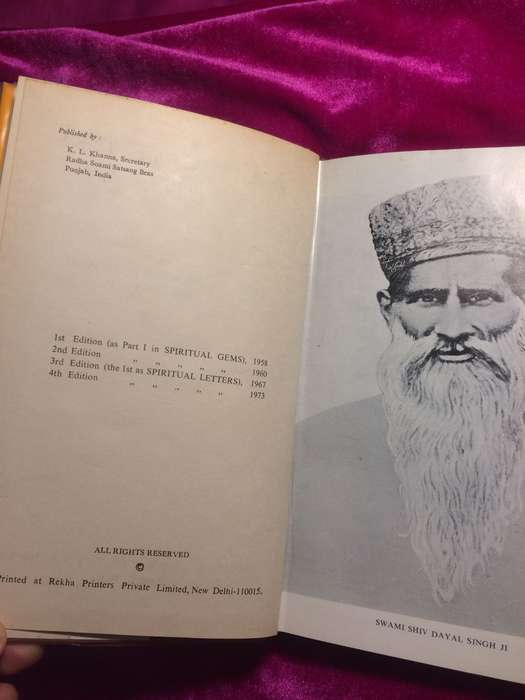 Published by :
K. L. Khanna, Secretary
Radha Soami Satsang Beas
Punjab, India
1st Edition (as Part I in SPIRITUAL GEMS), 1958
2nd Edition ,, ,, ,, ,, ,, 1960
3rd Edition (the 1st as SPIRITUAL LETTERS), 1967
4th Edition ,, ,, ,, ,, ,, 1973
ALL RIGHTS RESERVED
©
Printed at Rekha Printers Private Limited, New Delhi-110015.
SWAMI SHIV DAYAL SINGH JI